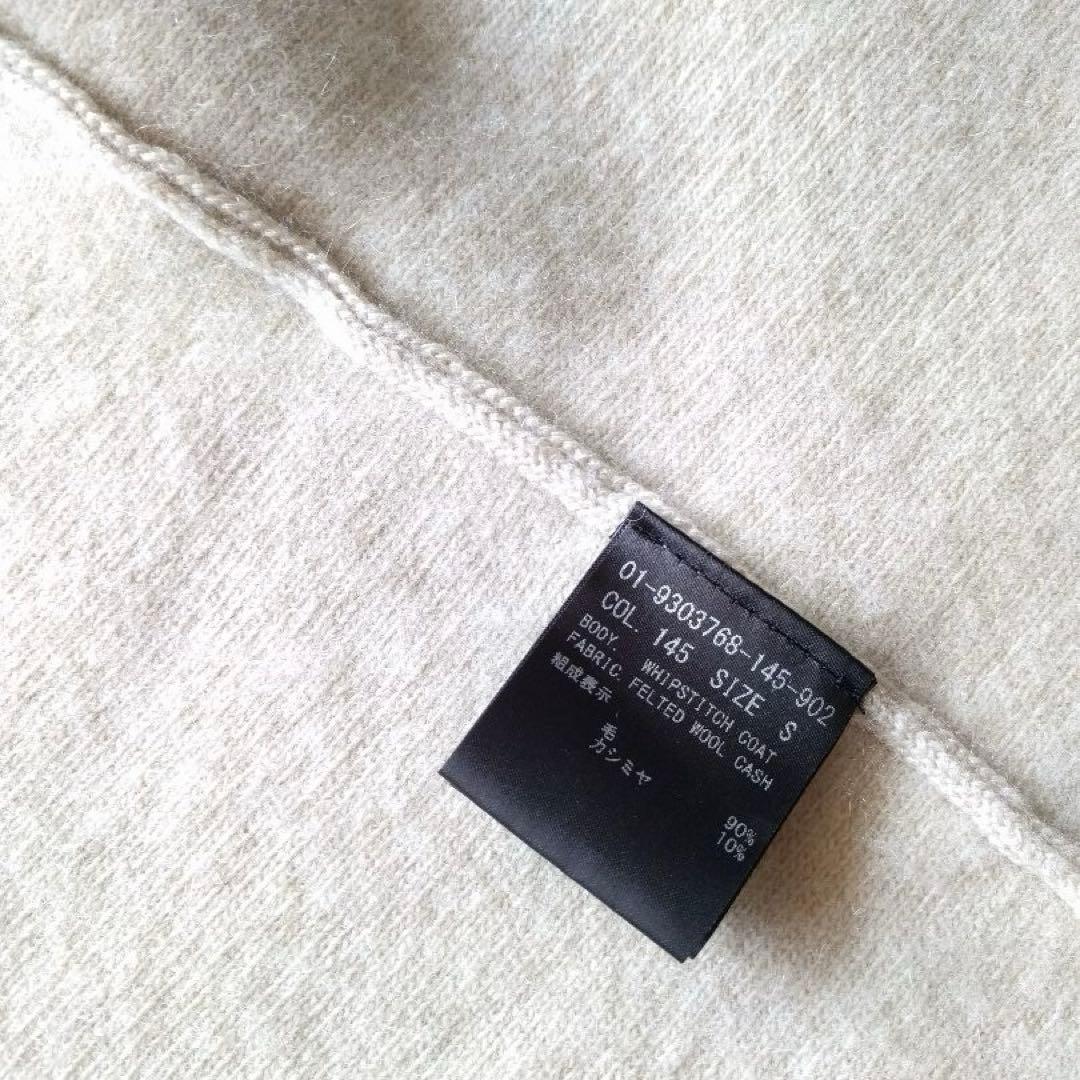 01-9303768-145-902
COL. 145 SIZE S
BODY. WHIPSTITCH COAT
FABRIC. FELTED WOOL CASH
組成表示
毛 90%
カシミヤ 10%